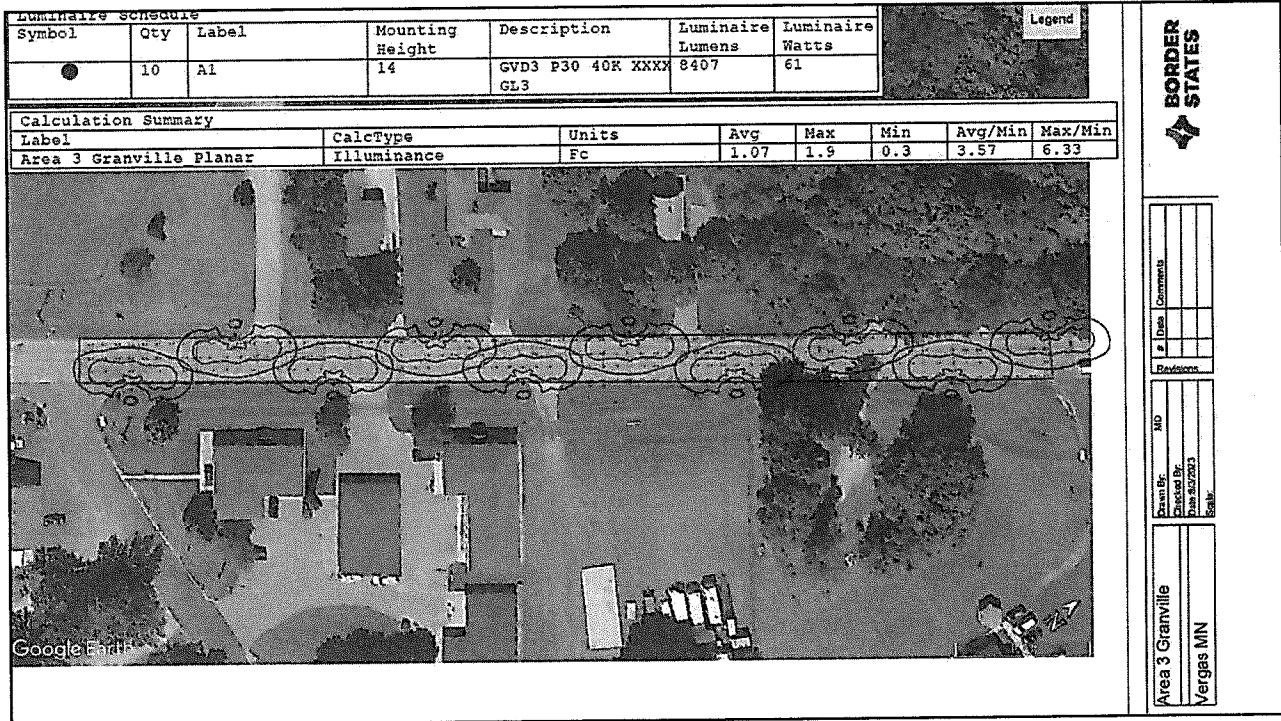 Luminaire Schedule
Symbol Qty Label Mounting Height Description Luminaire Lumens Luminaire Watts
10 A1 14 GVD3 P30 40K XXXX GL3 8407 61
Legend
Calculation Summary
Label CalcType Units Avg Max Min Avg/Min Max/Min
Area 3 Granville_Planar Illuminance Fc 1.07 1.9 0.3 3.57 6.33
Google Earth
BORDER
STATES
# Date Comments
Revisions
Drawn By: MD
Checked By:
Date: 8/3/2023
Scale:
Area 3 Granville
Vergas MN